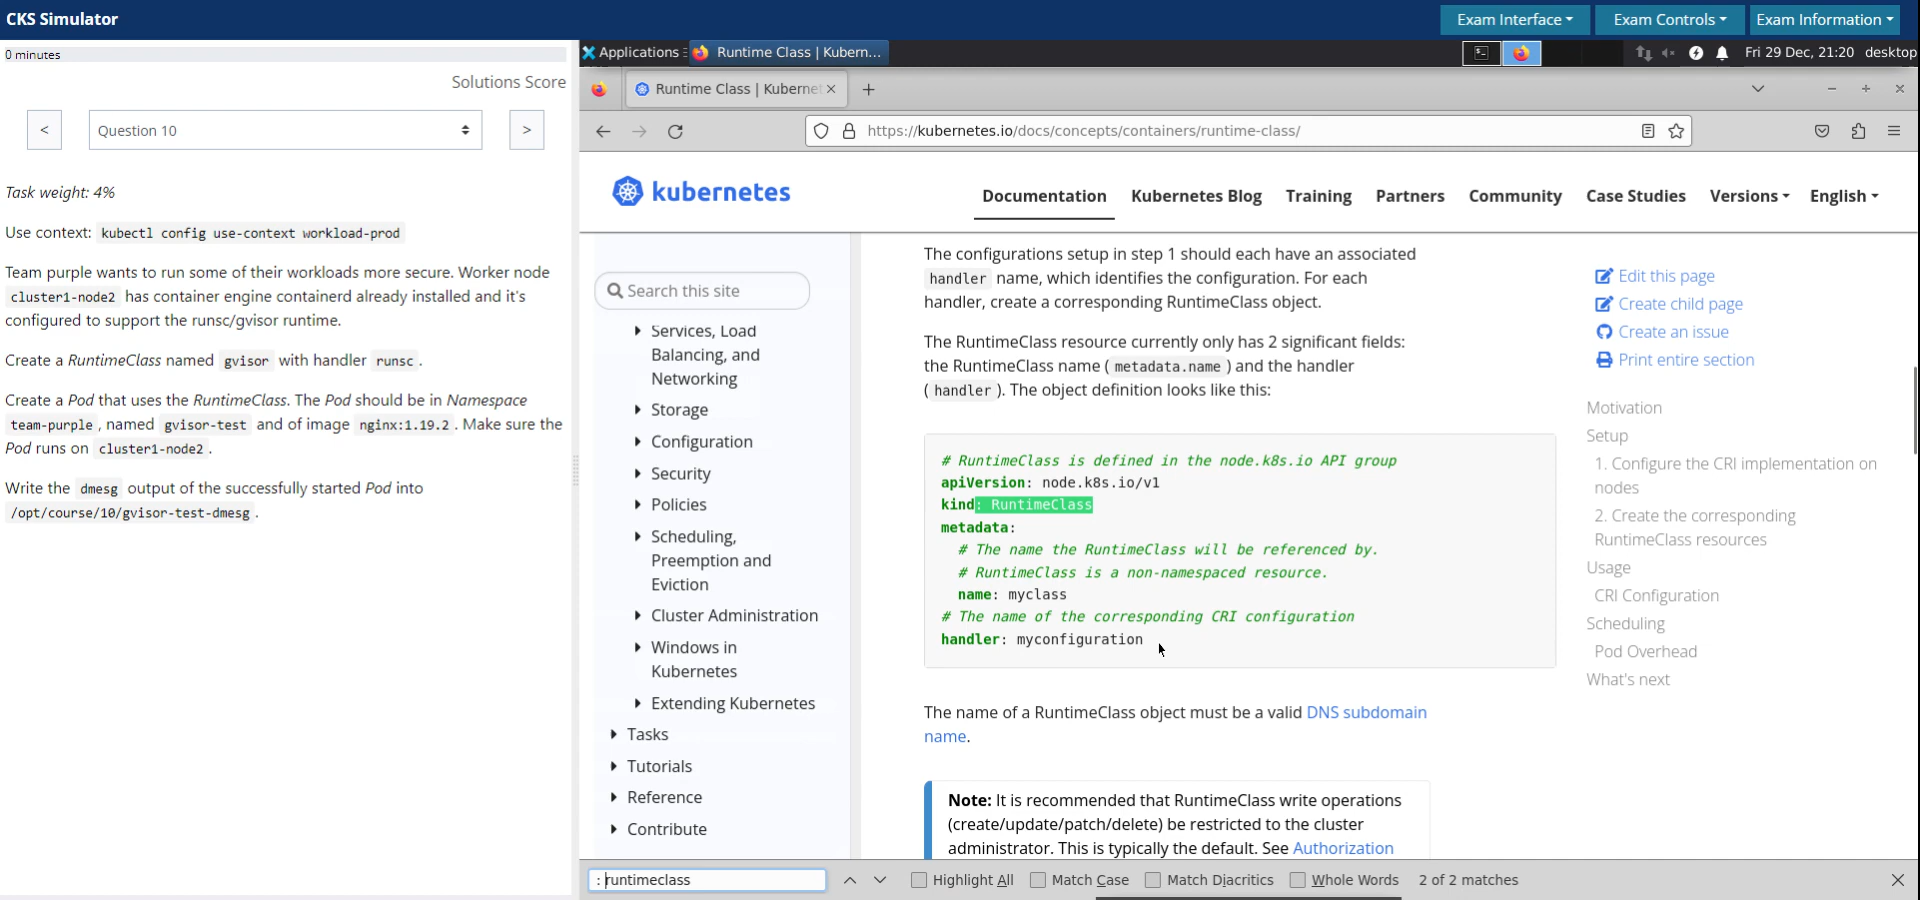 CKS Simulator
Exam Interface
Exam Controls
Exam Information
0 minutes
Solutions Score
<
Question 10
>
Task weight: 4%
Use context: kubectl config use-context workload-prod
Team purple wants to run some of their workloads more secure. Worker node
cluster1-node2 has container engine containerd already installed and it's
configured to support the runsc/gvisor runtime.
Create a RuntimeClass named gvisor with handler runsc .
Create a Pod that uses the RuntimeClass. The Pod should be in Namespace
team-purple , named gvisor-test and of image nginx:1.19.2 . Make sure the
Pod runs on cluster1-node2 .
Write the dmesg output of the successfully started Pod into
/opt/course/10/gvisor-test-dmesg .
Applications
Runtime Class | Kubern...
Fri 29 Dec, 21:20
desktop
Runtime Class | Kubernet
https://kubernetes.io/docs/concepts/containers/runtime-class/
kubernetes
Documentation
Kubernetes Blog
Training
Partners
Community
Case Studies
Versions
English
Search this site
Services, Load
Balancing, and
Networking
Storage
Configuration
Security
Policies
Scheduling,
Preemption and
Eviction
Cluster Administration
Windows in
Kubernetes
Extending Kubernetes
Tasks
Tutorials
Reference
Contribute
The configurations setup in step 1 should each have an associated
handler name, which identifies the configuration. For each
handler, create a corresponding RuntimeClass object.
The RuntimeClass resource currently only has 2 significant fields:
the RuntimeClass name ( metadata.name ) and the handler
( handler ). The object definition looks like this:
# RuntimeClass is defined in the node.k8s.io API group
apiVersion: node.k8s.io/v1
kind: RuntimeClass
metadata:
# The name the RuntimeClass will be referenced by.
# RuntimeClass is a non-namespaced resource.
name: myclass
# The name of the corresponding CRI configuration
handler: myconfiguration
The name of a RuntimeClass object must be a valid DNS subdomain
name.
Note: It is recommended that RuntimeClass write operations
(create/update/patch/delete) be restricted to the cluster
administrator. This is typically the default. See Authorization
Edit this page
Create child page
Create an issue
Print entire section
Motivation
Setup
1. Configure the CRI implementation on
nodes
2. Create the corresponding
RuntimeClass resources
Usage
CRI Configuration
Scheduling
Pod Overhead
What's next
: runtimeclass
Highlight All
Match Case
Match Diacritics
Whole Words
2 of 2 matches